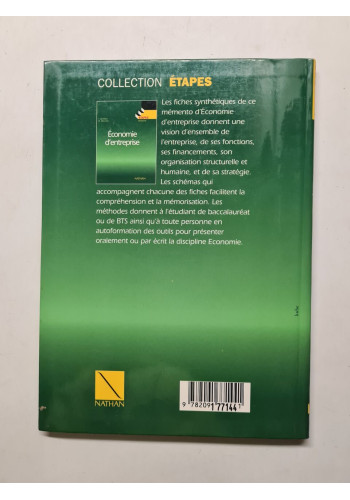 COLLECTION ÉTAPES
Les fiches synthétiques de ce
mémento d'Économie
d'entreprise donnent une
vision d'ensemble de
l'entreprise, de ses fonctions,
ses financements, son
organisation structurelle et
humaine, et de sa stratégie.
Les schémas qui
accompagnent chacune des fiches facilitent la
compréhension et la mémorisation. Les
méthodes donnent à l'étudiant de baccalauréat
ou de BTS ainsi qu'à toute personne en
autoformation des outils pour présenter
oralement ou par écrit la discipline Economie.
Économie
d'entreprise
NATHAN
NATHAN
9 782091 771441